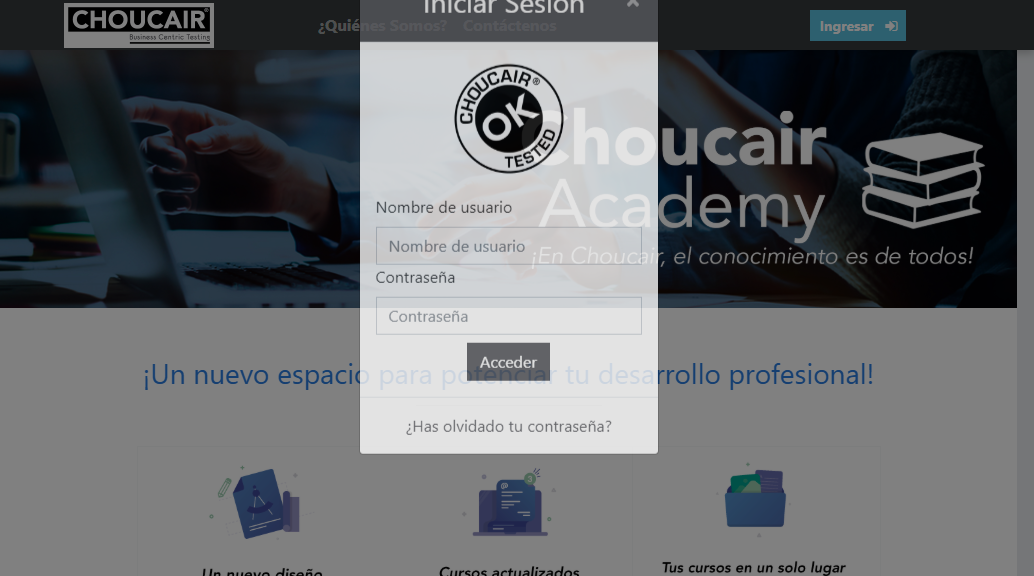 CHOUCAIR®
Business Centric Testing
¿Quiénes Somos? Contáctenos
Iniciar Sesión ×
Ingresar
CHOUCAIR®
OK
TESTED
Choucair
Academy
¡En Choucair, el conocimiento es de todos!
Nombre de usuario
Nombre de usuario
Contraseña
Contraseña
Acceder
¡Un nuevo espacio para potenciar tu desarrollo profesional!
¿Has olvidado tu contraseña?
Un nuevo diseño
Cursos actualizados
Tus cursos en un solo lugar